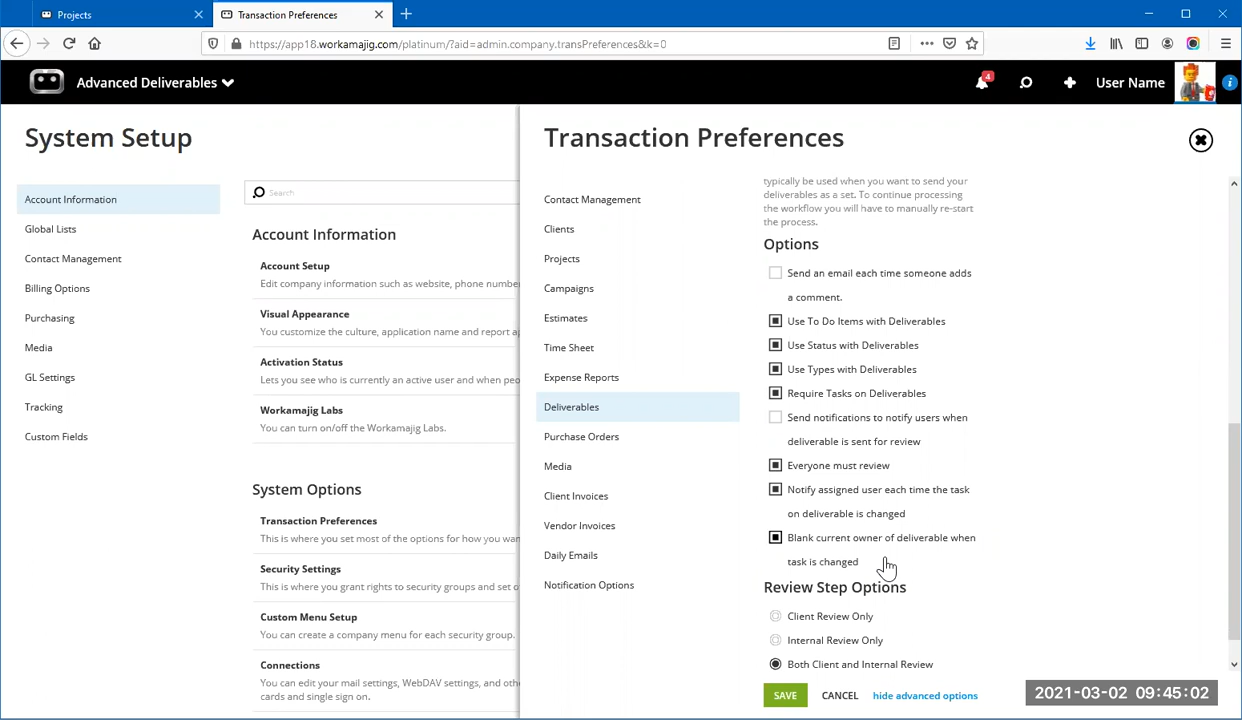 Projects
Transaction Preferences
https://app18.workamajig.com/platinum/?aid=admin.company.transPreferences&k=0
Advanced Deliverables
4
User Name
System Setup
Account Information
Global Lists
Contact Management
Billing Options
Purchasing
Media
GL Settings
Tracking
Custom Fields
Search
Account Information
Account Setup
Edit company information such as website, phone number
Visual Appearance
You customize the culture, application name and report ap
Activation Status
Lets you see who is currently an active user and when peo
Workamajig Labs
You can turn on/off the Workamajig Labs.
System Options
Transaction Preferences
This is where you set most of the options for how you want
Security Settings
This is where you grant rights to security groups and set o
Custom Menu Setup
You can create a company menu for each security group.
Connections
You can edit your mail settings, WebDAV settings, and othe
cards and single sign on.
Transaction Preferences
Contact Management
Clients
Projects
Campaigns
Estimates
Time Sheet
Expense Reports
Deliverables
Purchase Orders
Media
Client Invoices
Vendor Invoices
Daily Emails
Notification Options
typically be used when you want to send your
deliverables as a set. To continue processing
the workflow you will have to manually re-start
the process.
Options
Send an email each time someone adds
a comment.
Use To Do Items with Deliverables
Use Status with Deliverables
Use Types with Deliverables
Require Tasks on Deliverables
Send notifications to notify users when
deliverable is sent for review
Everyone must review
Notify assigned user each time the task
on deliverable is changed
Blank current owner of deliverable when
task is changed
Review Step Options
Client Review Only
Internal Review Only
Both Client and Internal Review
SAVE CANCEL hide advanced options
2021-03-02 09:45:02